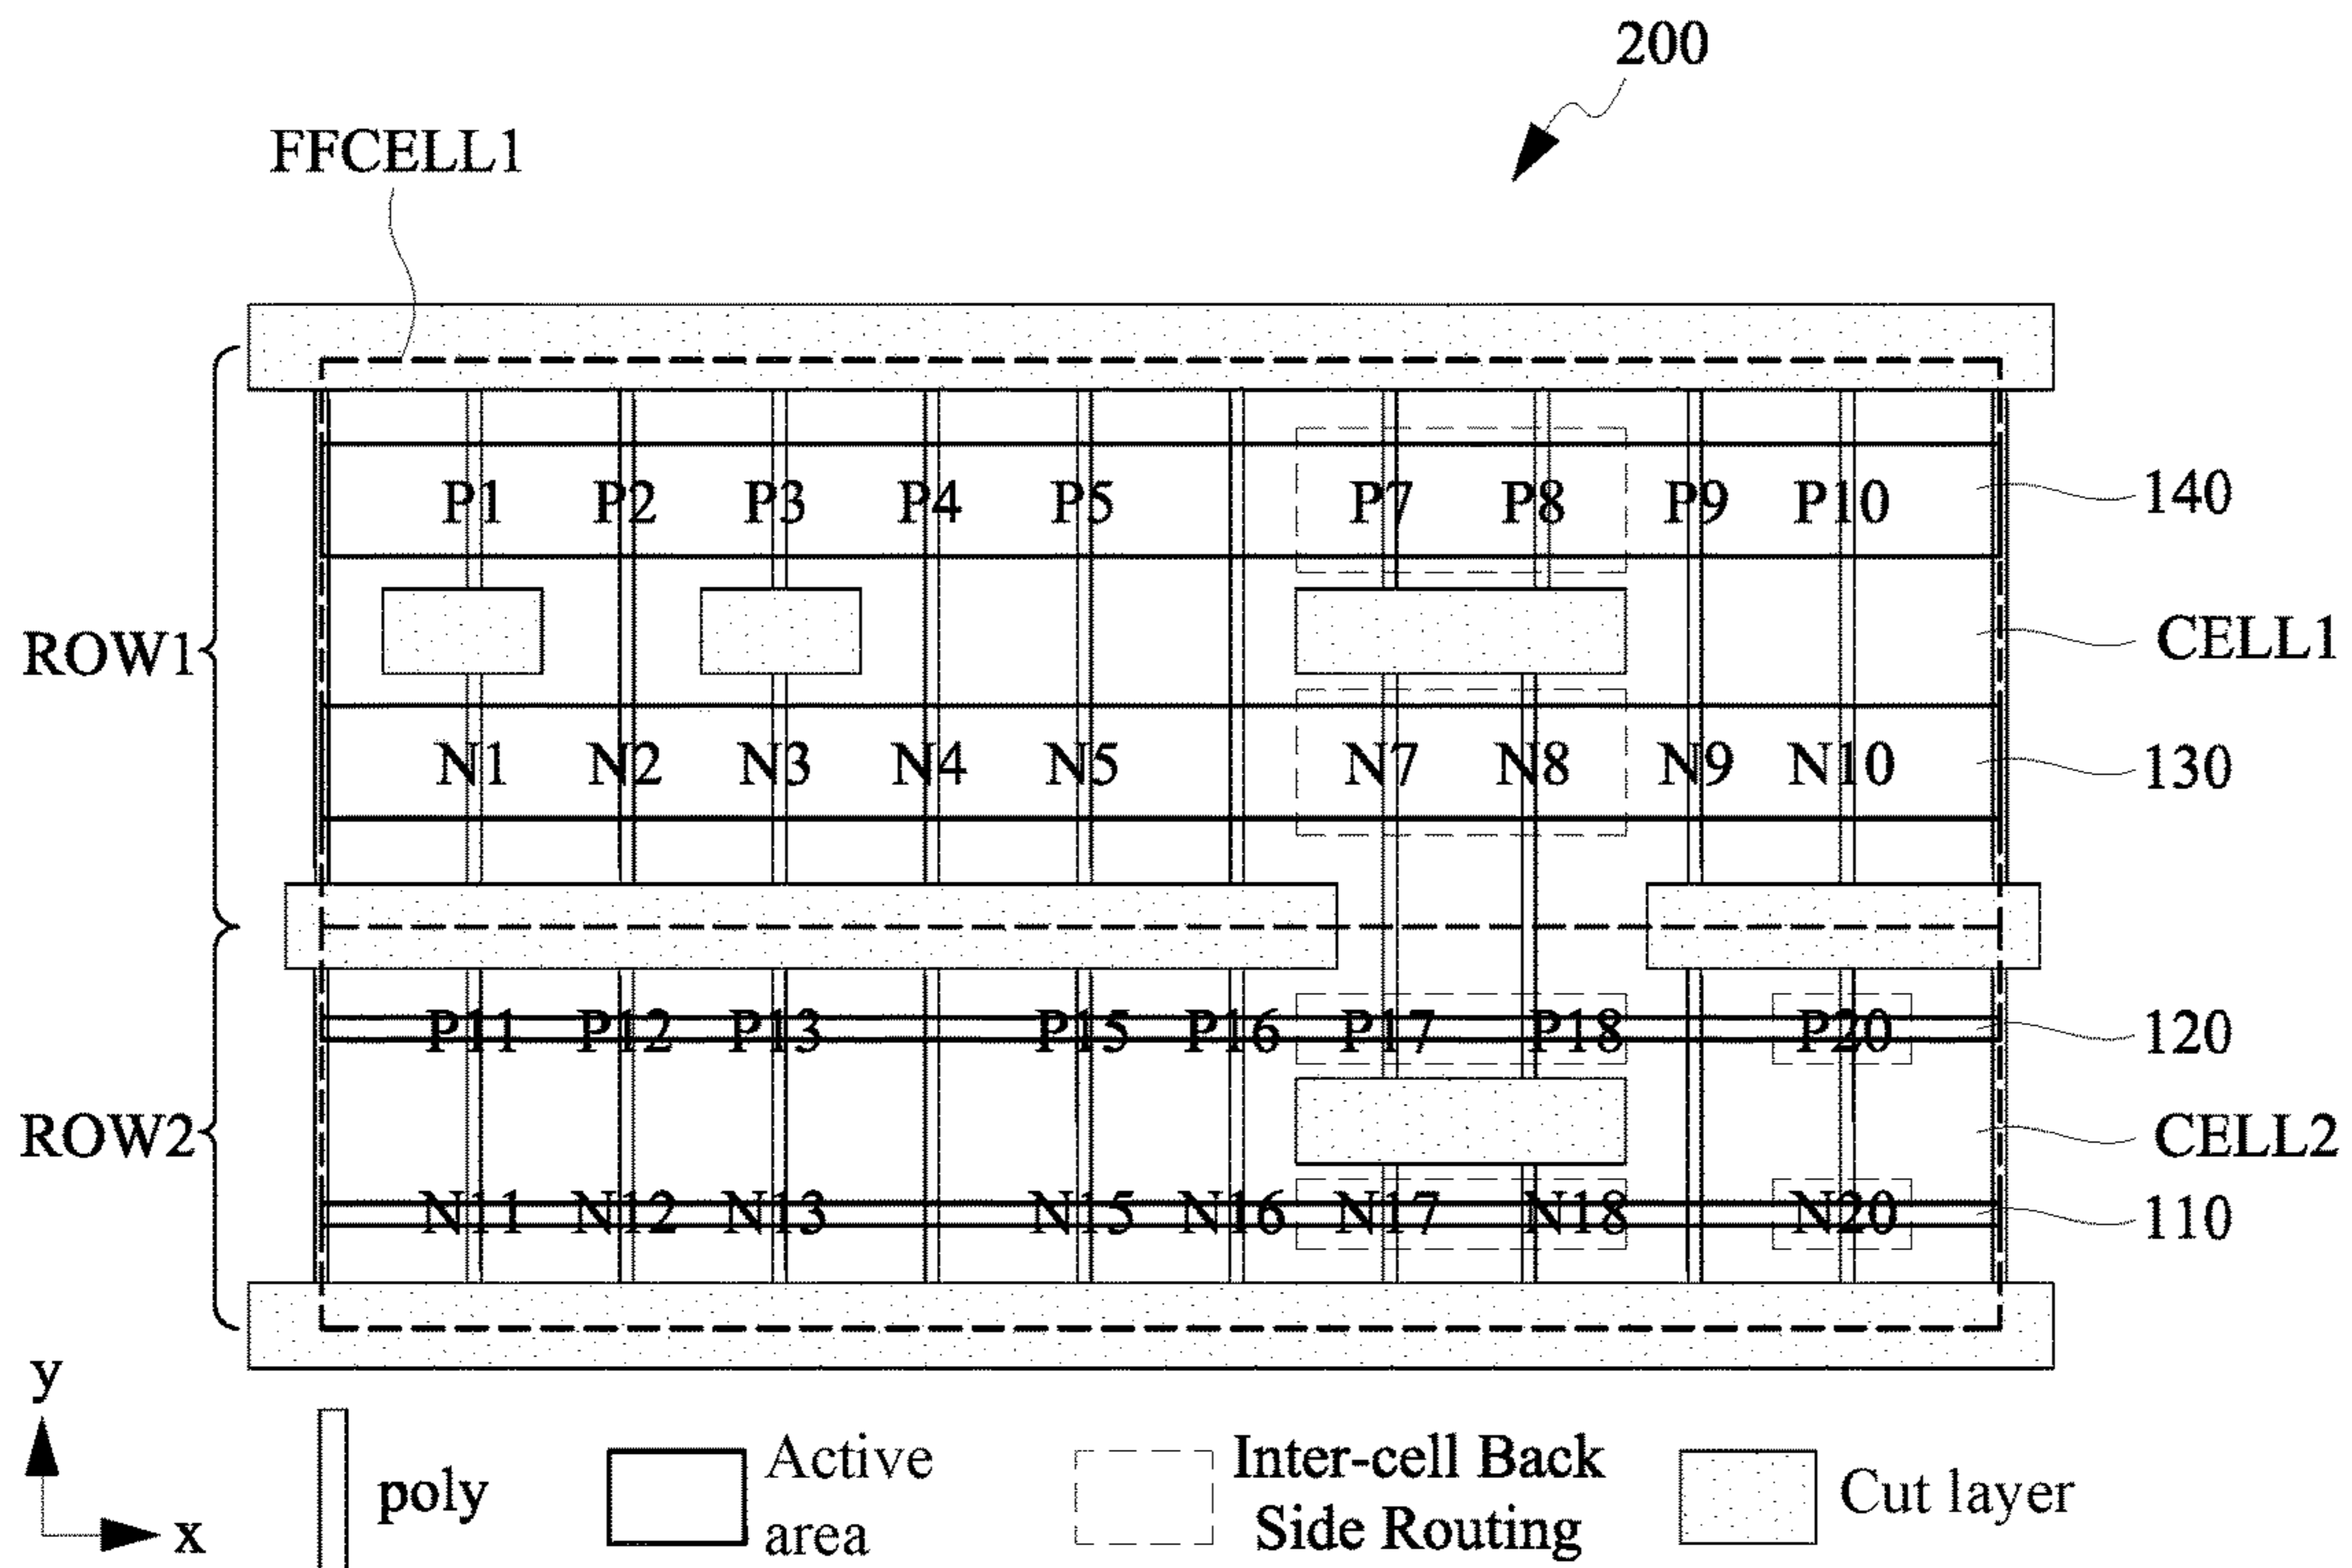 200
FFCELL1
P1 P2 P3 P4 P5 P7 P8 P9 P10 140
ROW1 CELL1
N1 N2 N3 N4 N5 N7 N8 N9 N10 130
P11 P12 P13 P15 P16 P17 P18 P20 120
ROW2 CELL2
N11 N12 N13 N15 N16 N17 N18 N20 110
y
x
poly
Active
area
Inter-cell Back
Side Routing
Cut layer